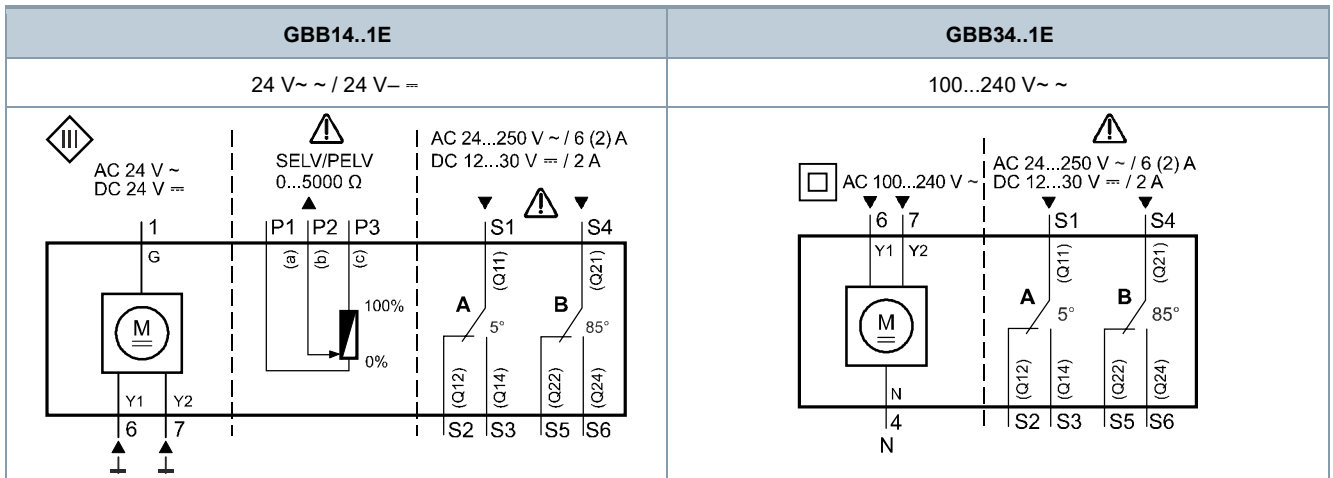 GBB14..1E
GBB34..1E
24 V~ ~ / 24 V– ⎓
100...240 V~ ~
III
AC 24 V ~
DC 24 V ⎓
SELV/PELV
0...5000 Ω
AC 24...250 V ~ / 6 (2) A
DC 12...30 V ⎓ / 2 A
1
P1
P2
P3
S1
S4
G
(a)
(b)
(c)
(Q11)
(Q21)
M
100%
0%
A
5°
B
85°
Y1
Y2
(Q12)
(Q14)
(Q22)
(Q24)
6
7
S2
S3
S5
S6
AC 100...240 V ~
AC 24...250 V ~ / 6 (2) A
DC 12...30 V ⎓ / 2 A
6
7
S1
S4
Y1
Y2
(Q11)
(Q21)
M
A
5°
B
85°
N
(Q12)
(Q14)
(Q22)
(Q24)
4
N
S2
S3
S5
S6